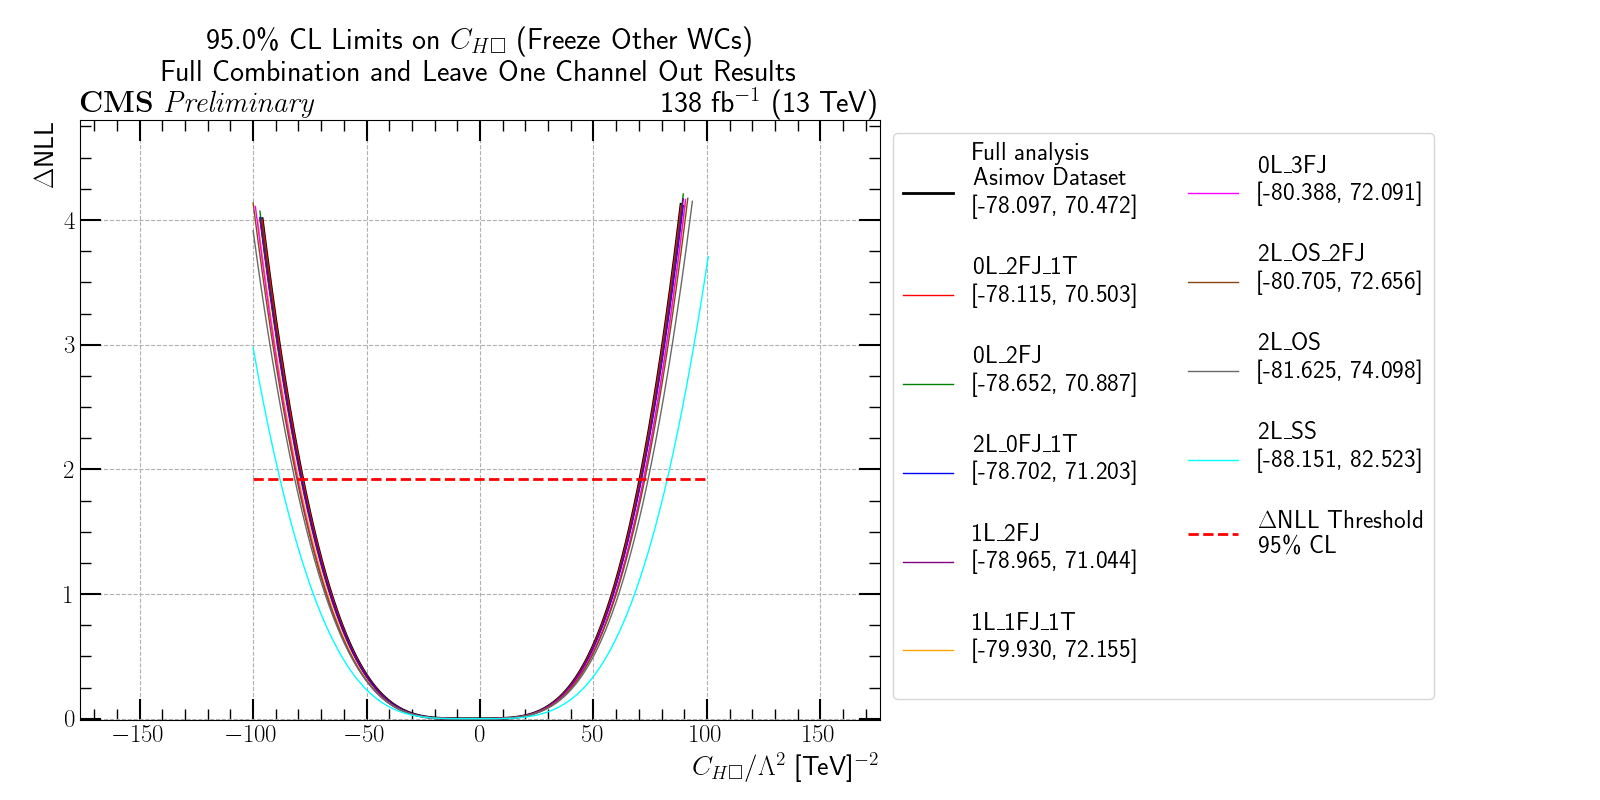 95.0% CL Limits on C_{H□} (Freeze Other WCs)
Full Combination and Leave One Channel Out Results
CMS Preliminary
138 fb⁻¹ (13 TeV)
ΔNLL
4
3
2
1
0
−150
−100
−50
0
50
100
150
C_{H□}/Λ² [TeV]⁻²
Full analysis
Asimov Dataset
[-78.097, 70.472]
0L_2FJ_1T
[-78.115, 70.503]
0L_2FJ
[-78.652, 70.887]
2L_0FJ_1T
[-78.702, 71.203]
1L_2FJ
[-78.965, 71.044]
1L_1FJ_1T
[-79.930, 72.155]
0L_3FJ
[-80.388, 72.091]
2L_OS_2FJ
[-80.705, 72.656]
2L_OS
[-81.625, 74.098]
2L_SS
[-88.151, 82.523]
ΔNLL Threshold
95% CL